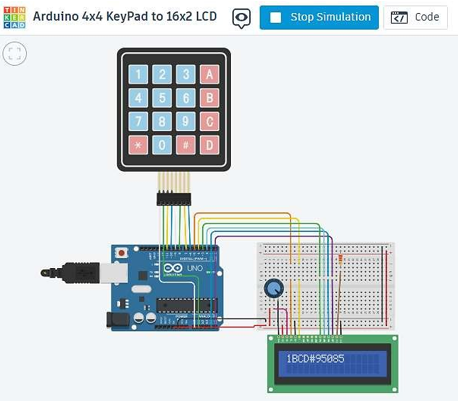 TIN
KER
CAD
Arduino 4x4 KeyPad to 16x2 LCD
Stop Simulation
Code
1 2 3 A
4 5 6 B
7 8 9 C
* 0 # D
UNO
1BCD#95085